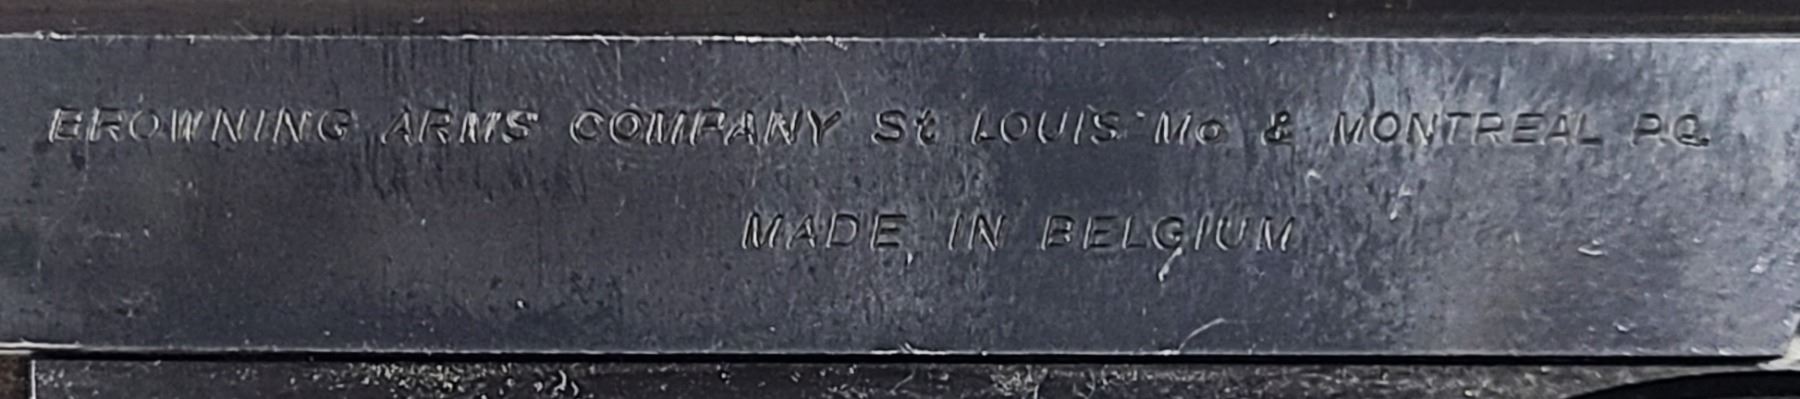 BROWNING ARMS COMPANY St LOUIS Mo & MONTREAL P.Q.
MADE IN BELGIUM